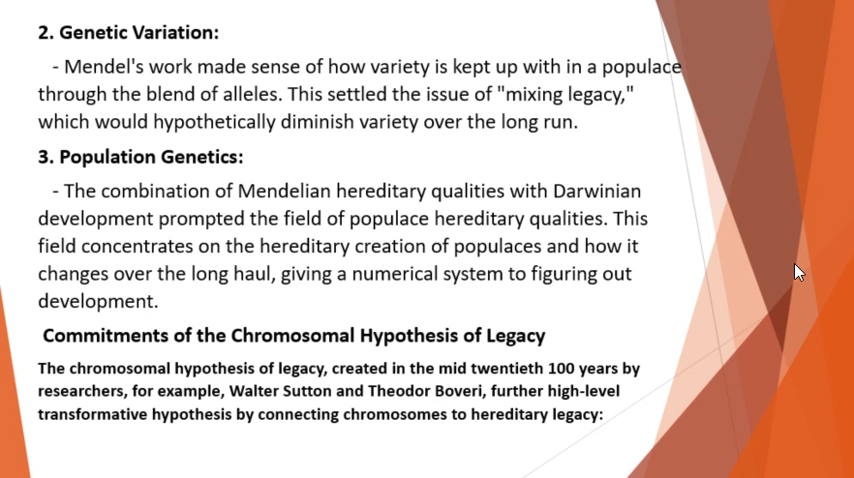 2. Genetic Variation:
- Mendel's work made sense of how variety is kept up with in a populace
through the blend of alleles. This settled the issue of "mixing legacy,"
which would hypothetically diminish variety over the long run.
3. Population Genetics:
- The combination of Mendelian hereditary qualities with Darwinian
development prompted the field of populace hereditary qualities. This
field concentrates on the hereditary creation of populaces and how it
changes over the long haul, giving a numerical system to figuring out
development.
Commitments of the Chromosomal Hypothesis of Legacy
The chromosomal hypothesis of legacy, created in the mid twentieth 100 years by
researchers, for example, Walter Sutton and Theodor Boveri, further high-level
transformative hypothesis by connecting chromosomes to hereditary legacy: